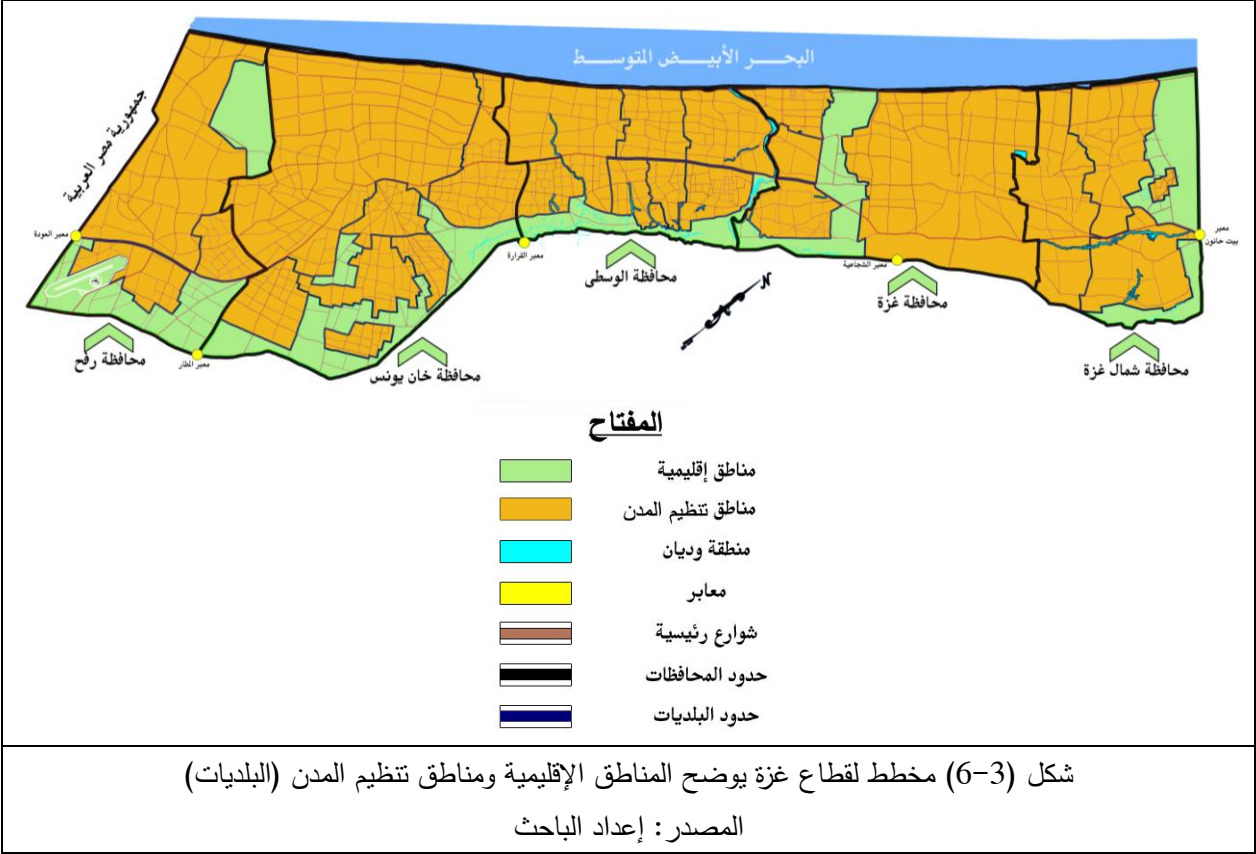 البحر الأبيض المتوسط
جمهورية مصر العربية
معبر العودة
معبر القرارة
معبر الشجاعية
معبر
بيت حانون
معبر المطار
محافظة رفح
محافظة خان يونس
محافظة الوسطى
محافظة غزة
محافظة شمال غزة
N
المفتاح
مناطق إقليمية
مناطق تنظيم المدن
منطقة وديان
معابر
شوارع رئيسية
حدود المحافظات
حدود البلديات
شكل (3-6) مخطط لقطاع غزة يوضح المناطق الإقليمية ومناطق تنظيم المدن (البلديات)
المصدر: إعداد الباحث